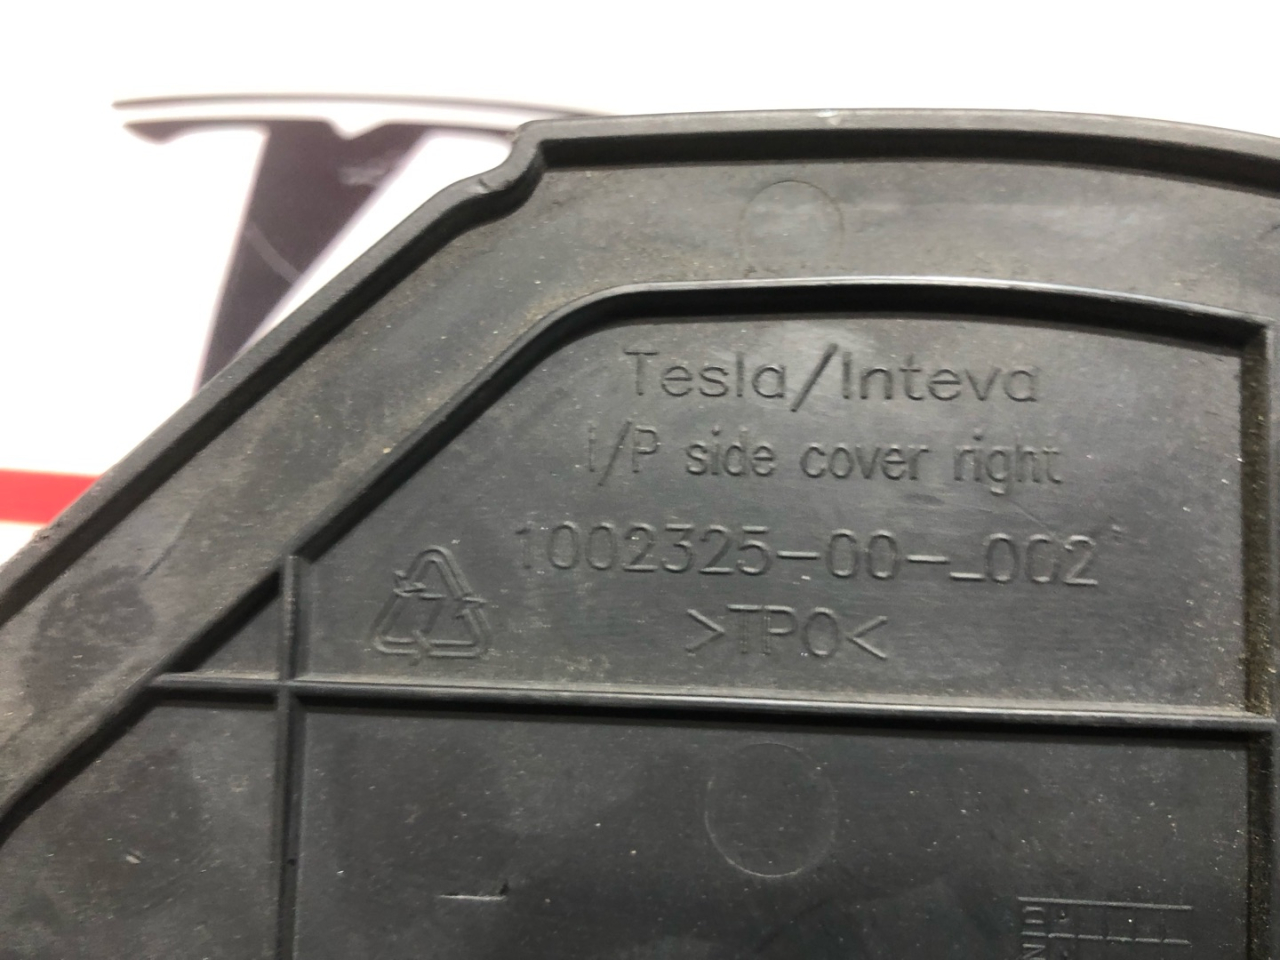 Tesla/Inteva
I/P side cover right
1002325-00-_002
>TPO<